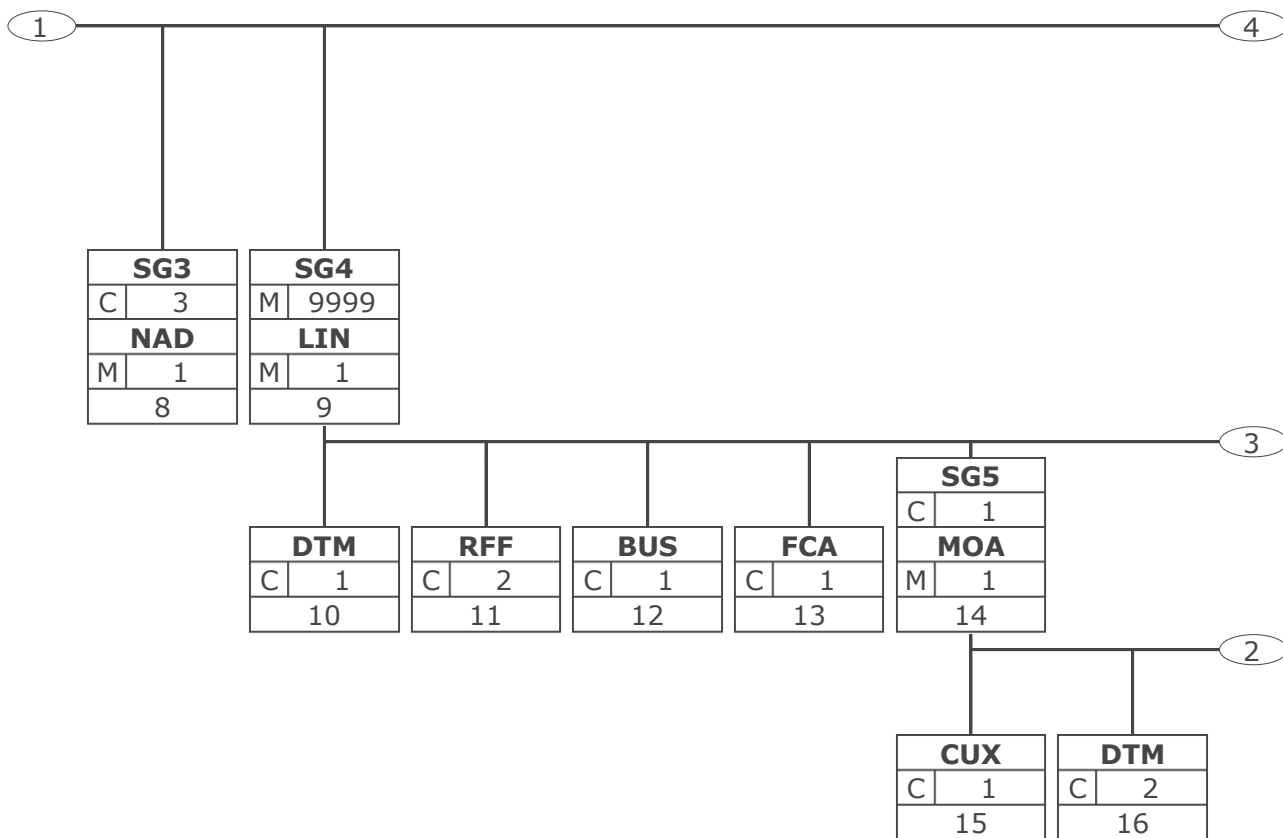 1 4
SG3 SG4
C 3 M 9999
NAD LIN
M 1 M 1
8 9
3
SG5
C 1
DTM RFF BUS FCA MOA
C 1 C 2 C 1 C 1 M 1
10 11 12 13 14
2
CUX DTM
C 1 C 2
15 16